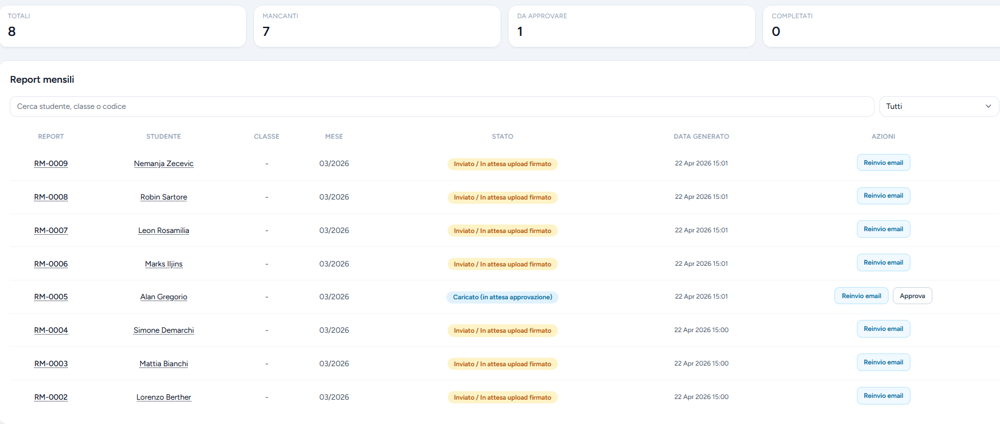 TOTALI MANCANTI DA APPROVARE COMPLETATI
8 7 1 0
Report mensili
Cerca studente, classe o codice Tutti
REPORT STUDENTE CLASSE MESE STATO DATA GENERATO AZIONI
RM-0009 Nemanja Zecevic - 03/2026 Inviato / In attesa upload firmato 22 Apr 2026 15:01 Reinvio email
RM-0008 Robin Sartore - 03/2026 Inviato / In attesa upload firmato 22 Apr 2026 15:01 Reinvio email
RM-0007 Leon Rosamilia - 03/2026 Inviato / In attesa upload firmato 22 Apr 2026 15:01 Reinvio email
RM-0006 Marks Iljins - 03/2026 Inviato / In attesa upload firmato 22 Apr 2026 15:01 Reinvio email
RM-0005 Alan Gregorio - 03/2026 Caricato (in attesa approvazione) 22 Apr 2026 15:01 Reinvio email Approva
RM-0004 Simone Demarchi - 03/2026 Inviato / In attesa upload firmato 22 Apr 2026 15:00 Reinvio email
RM-0003 Mattia Bianchi - 03/2026 Inviato / In attesa upload firmato 22 Apr 2026 15:00 Reinvio email
RM-0002 Lorenzo Berther - 03/2026 Inviato / In attesa upload firmato 22 Apr 2026 15:00 Reinvio email